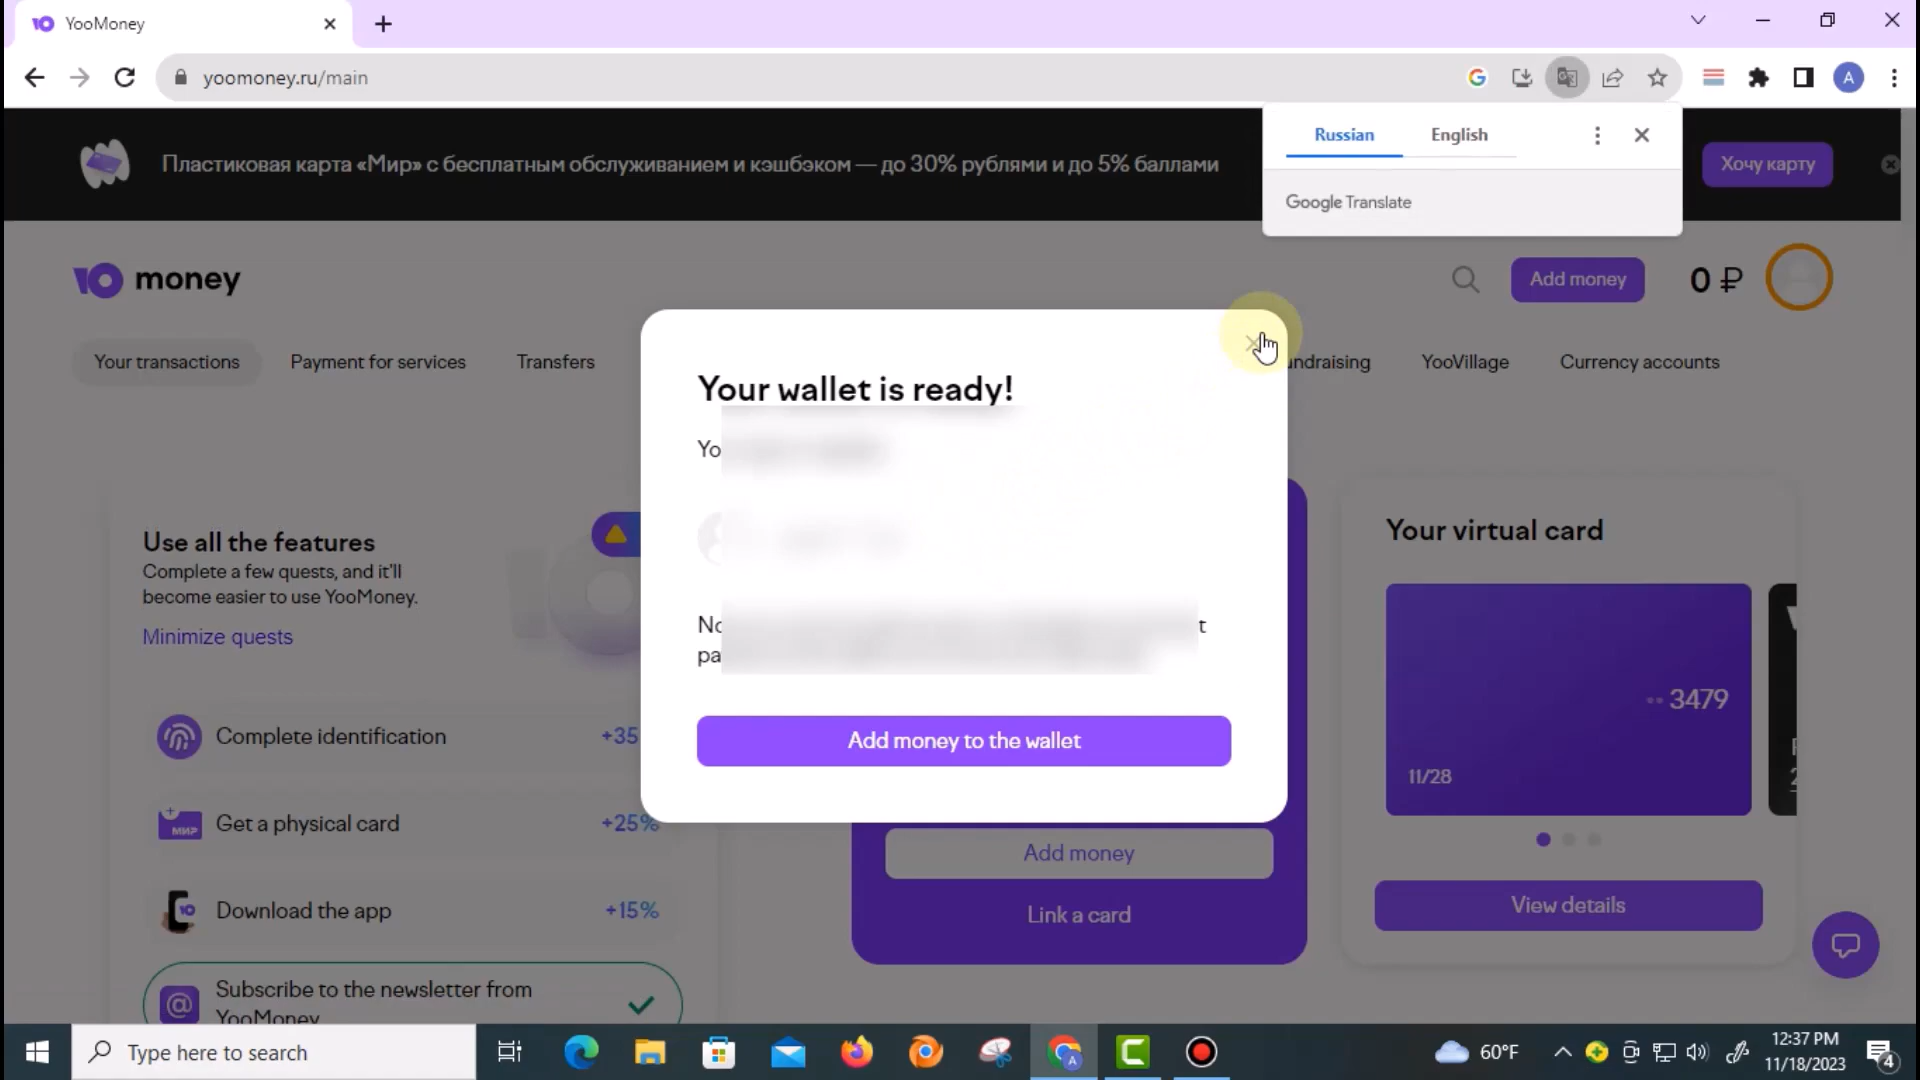 YooMoney
yoomoney.ru/main
A
Russian
English
Google Translate
Пластиковая карта «Мир» с бесплатным обслуживанием и кэшбэком — до 30% рублями и до 5% баллами
Хочу карту
money
Add money
0 ₽
Your transactions
Payment for services
Transfers
undraising
YooVillage
Currency accounts
Your wallet is ready!
Yo
No
t
pa
Add money to the wallet
Use all the features
Complete a few quests, and it'll
become easier to use YooMoney.
Minimize quests
Complete identification
+35
МИР
Get a physical card
+25%
Download the app
+15%
Subscribe to the newsletter from
YooMoney
Add money
Link a card
Your virtual card
•• 3479
11/28
View details
Type here to search
60°F
12:37 PM
11/18/2023
4